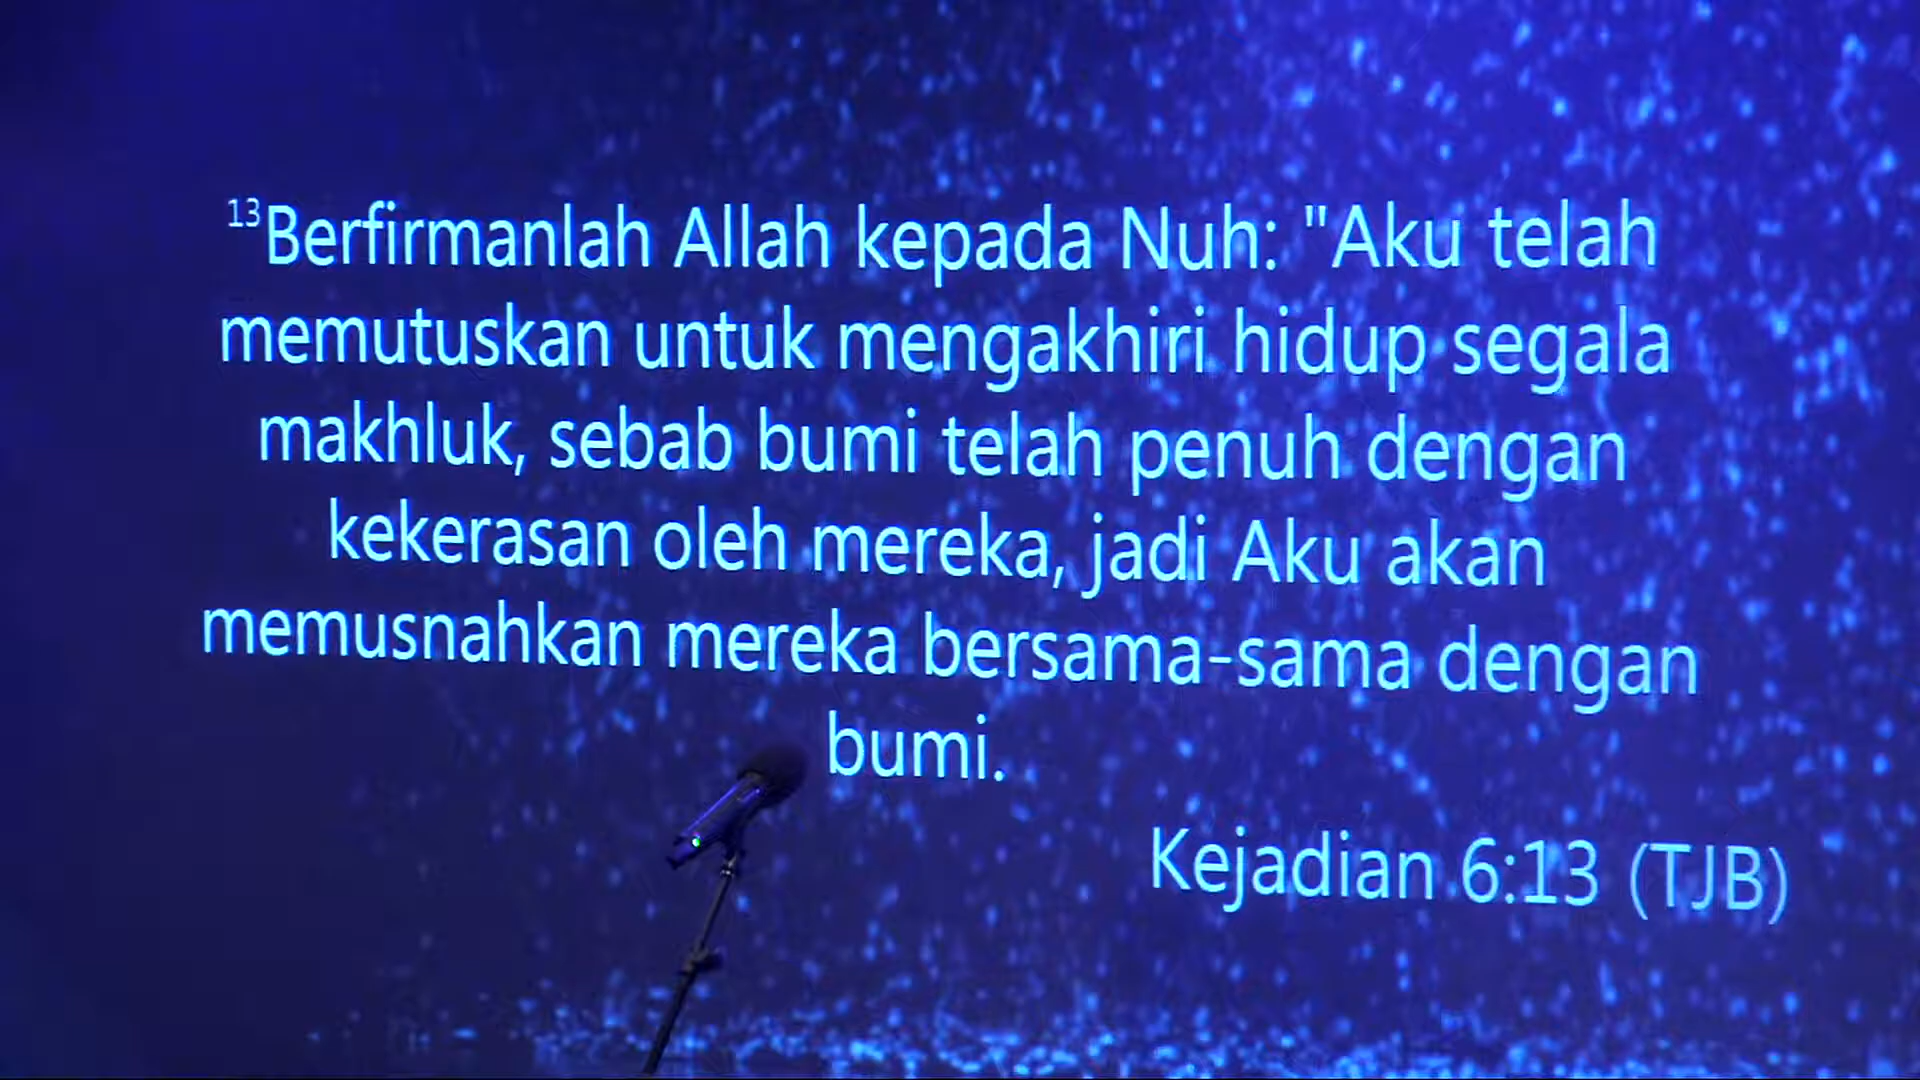 13Berfirmanlah Allah kepada Nuh: "Aku telah
memutuskan untuk mengakhiri hidup segala
makhluk, sebab bumi telah penuh dengan
kekerasan oleh mereka, jadi Aku akan
memusnahkan mereka bersama-sama dengan
bumi.
Kejadian 6:13 (TJB)